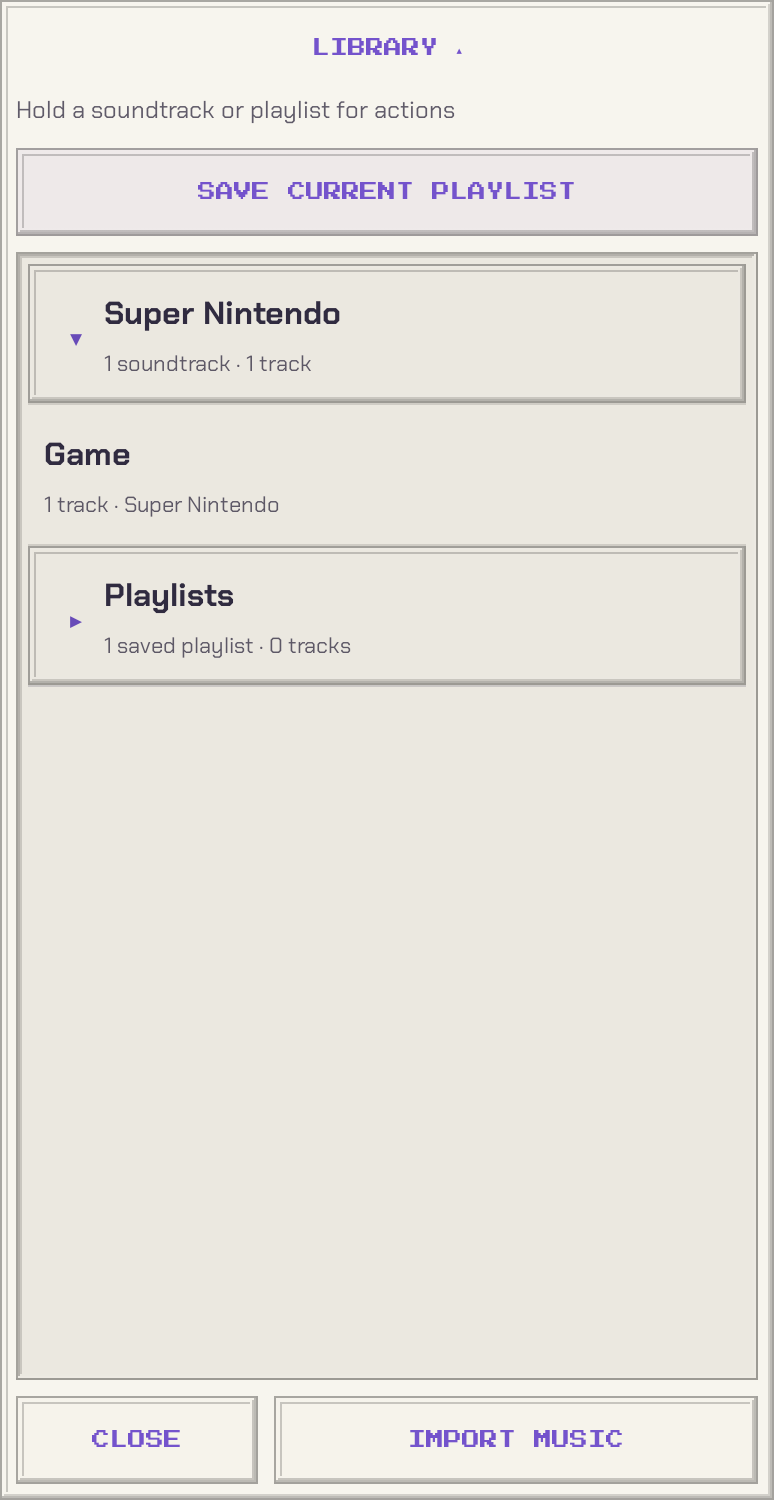 LIBRARY ▴
Hold a soundtrack or playlist for actions
SAVE CURRENT PLAYLIST
▼ Super Nintendo
1 soundtrack · 1 track
Game
1 track · Super Nintendo
▶ Playlists
1 saved playlist · 0 tracks
CLOSE
IMPORT MUSIC